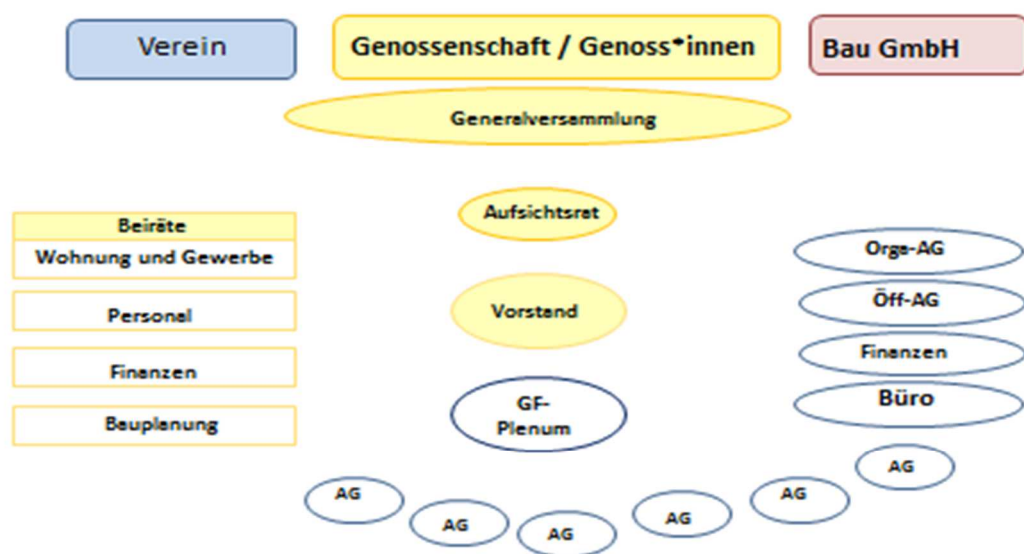 Verein
Genossenschaft / Genoss*innen
Bau GmbH
Generalversammlung
Aufsichtsrat
Beiräte
Wohnung und Gewerbe
Personal
Finanzen
Bauplanung
Vorstand
GF-
Plenum
Orga-AG
Öff-AG
Finanzen
Büro
AG
AG
AG
AG
AG
AG